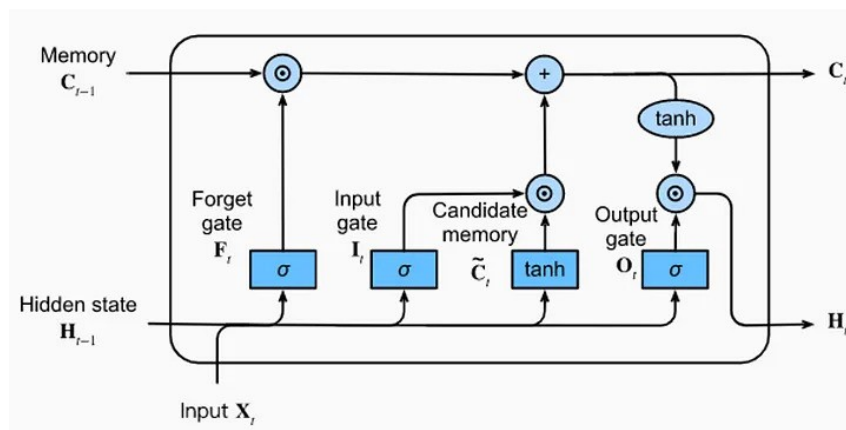 Memory
C_{t-1}
⊙
+
C_t
tanh
Forget
gate
F_t
Input
gate
I_t
Candidate
memory
C̃_t
⊙
Output
gate
O_t
⊙
σ
σ
tanh
σ
Hidden state
H_{t-1}
H_t
Input X_t